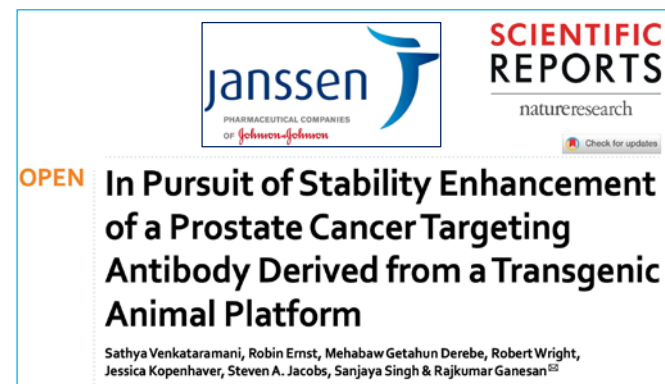 janssen
PHARMACEUTICAL COMPANIES
OF Johnson & Johnson
SCIENTIFIC
REPORTS
natureresearch
Check for updates
OPEN
In Pursuit of Stability Enhancement
of a Prostate Cancer Targeting
Antibody Derived from a Transgenic
Animal Platform
Sathya Venkataramani, Robin Ernst, Mehabaw Getahun Derebe, Robert Wright,
Jessica Kopenhaver, Steven A. Jacobs, Sanjaya Singh & Rajkumar Ganesan✉